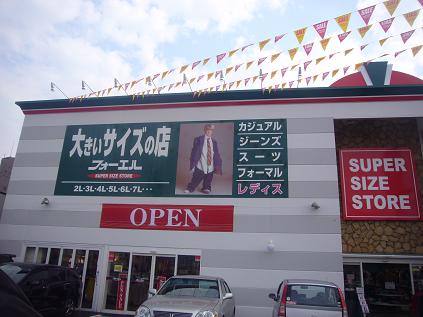 大きいサイズの店
フォーエル
SUPER SIZE STORE
2L・3L・4L・5L・6L・7L・・・
カジュアル
ジーンズ
スーツ
フォーマル
レディス
OPEN
SUPER
SIZE
STORE